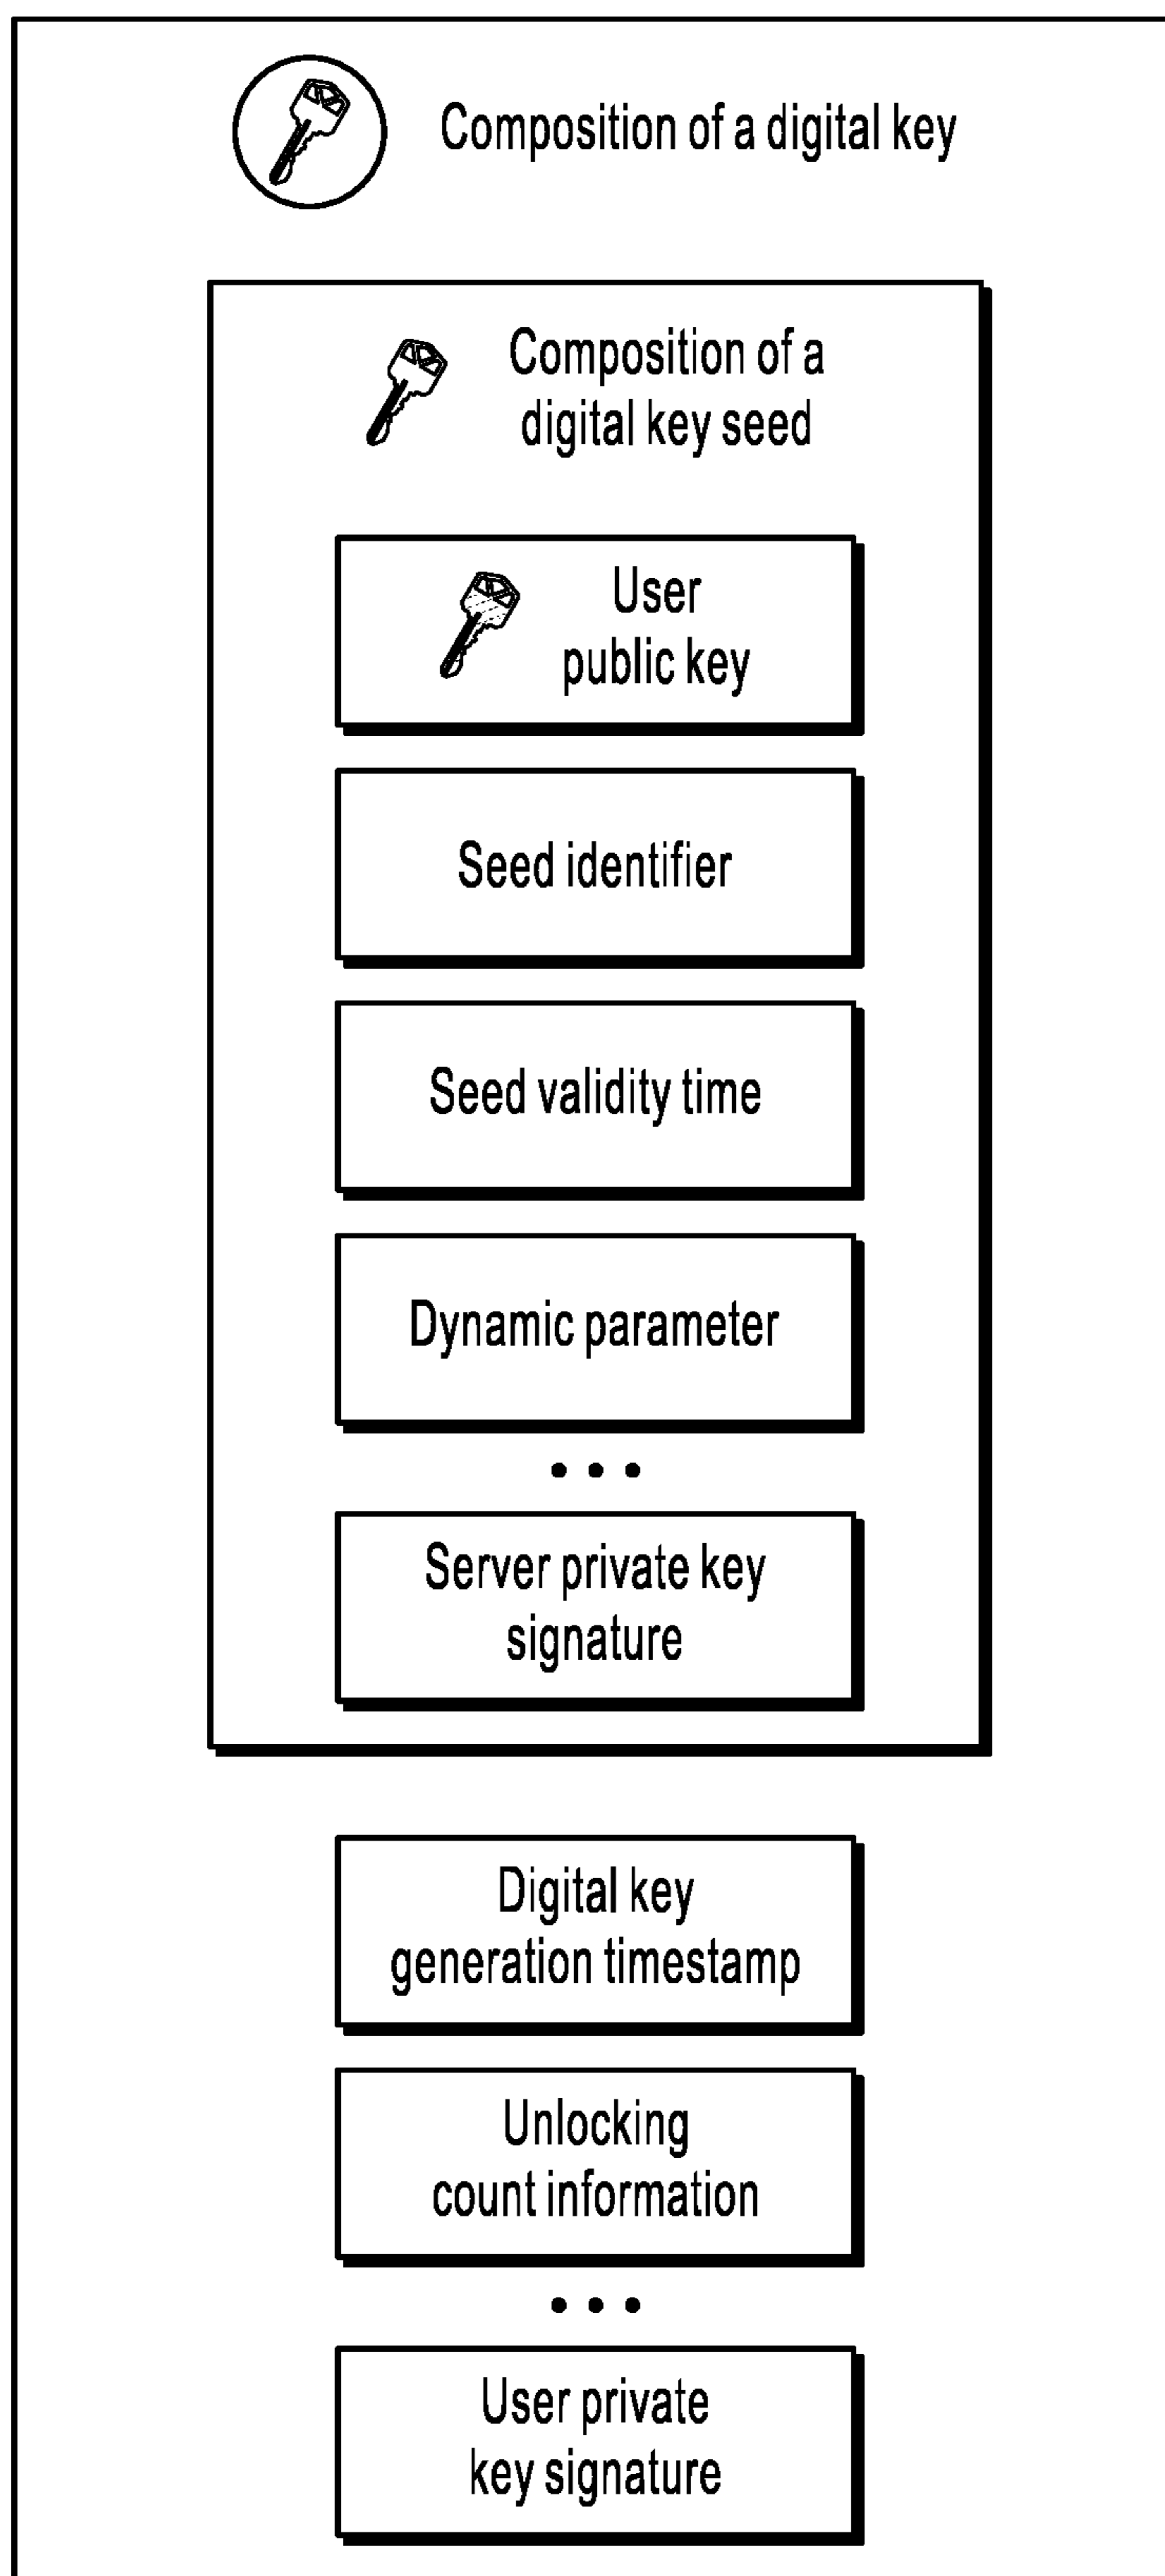 Composition of a digital key
Composition of a
digital key seed
User
public key
Seed identifier
Seed validity time
Dynamic parameter
• • •
Server private key
signature
Digital key
generation timestamp
Unlocking
count information
• • •
User private
key signature